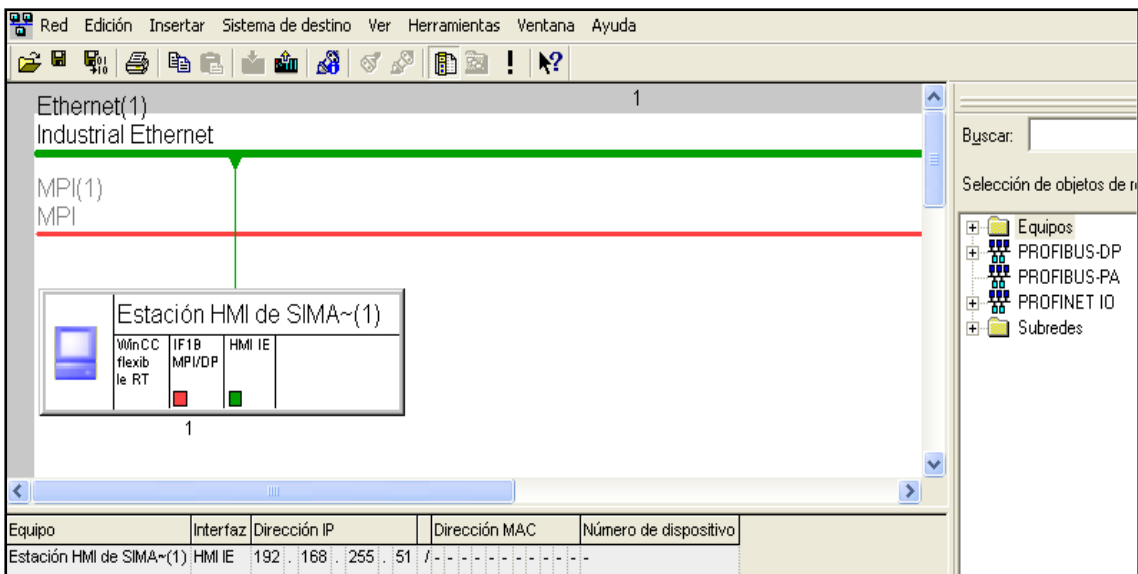 Red Edición Insertar Sistema de destino Ver Herramientas Ventana Ayuda
1
Ethernet(1)
Industrial Ethernet
MPI(1)
MPI
Estación HMI de SIMA~(1)
WinCC flexib le RT
IF1B MPI/DP
HMI IE
1
Buscar:
Selección de objetos de
Equipos
PROFIBUS-DP
PROFIBUS-PA
PROFINET IO
Subredes
Equipo Interfaz Dirección IP Dirección MAC Número de dispositivo
Estación HMI de SIMA~(1) HMI IE 192 . 168 . 255 . 51 / - - - - - - - - - - - -